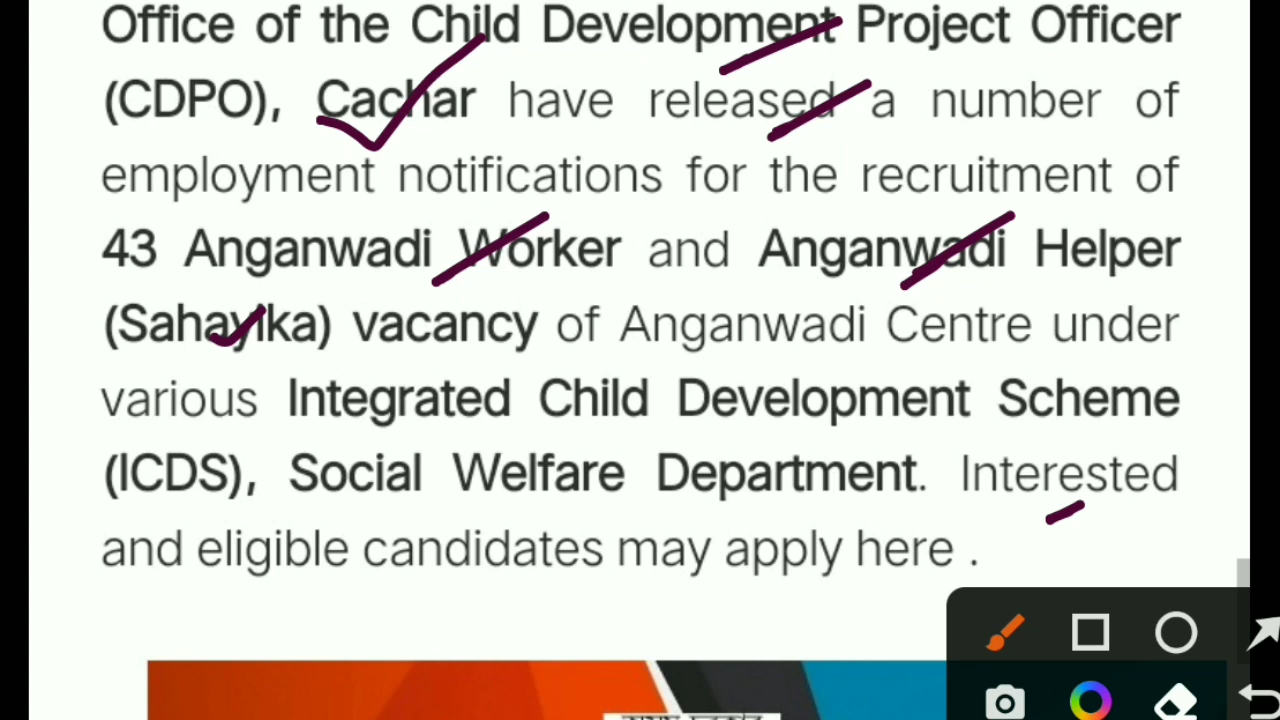 Office of the Child Development Project Officer
(CDPO), Cachar have released a number of
employment notifications for the recruitment of
43 Anganwadi Worker and Anganwadi Helper
(Sahayika) vacancy of Anganwadi Centre under
various Integrated Child Development Scheme
(ICDS), Social Welfare Department. Interested
and eligible candidates may apply here .